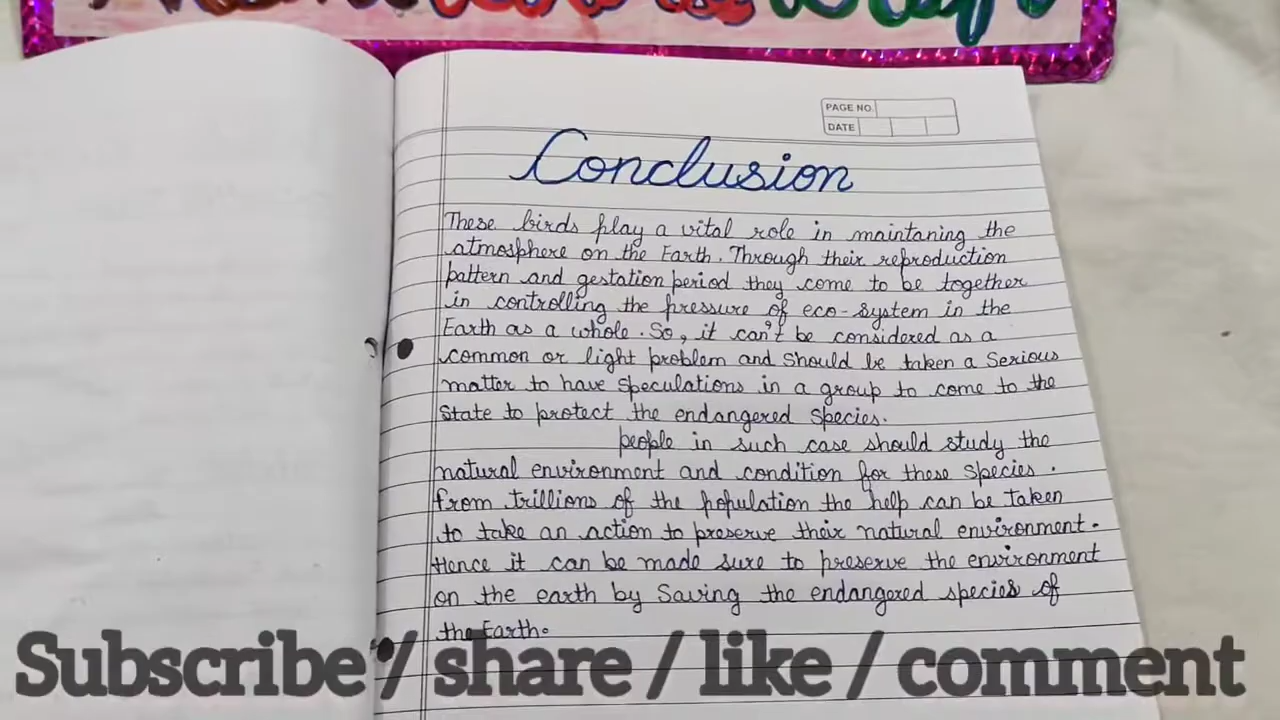 PAGE NO.
DATE
Conclusion
These birds play a vital role in maintaning the
atmosphere on the Earth. Through their reproduction
pattern and gestation period they come to be together
in controlling the pressure of eco-system in the
Earth as a whole. So, it can't be considered as a
common or light problem and should be taken a serious
matter to have speculations in a group to come to the
State to protect the endangered species.
people in such case should study the
natural environment and condition for these species.
from trillions of the population the help can be taken
to take an action to preserve their natural environment.
Hence it can be made sure to preserve the environment
on the earth by Saving the endangered species of
the Earth.
Subscribe / share / like / comment